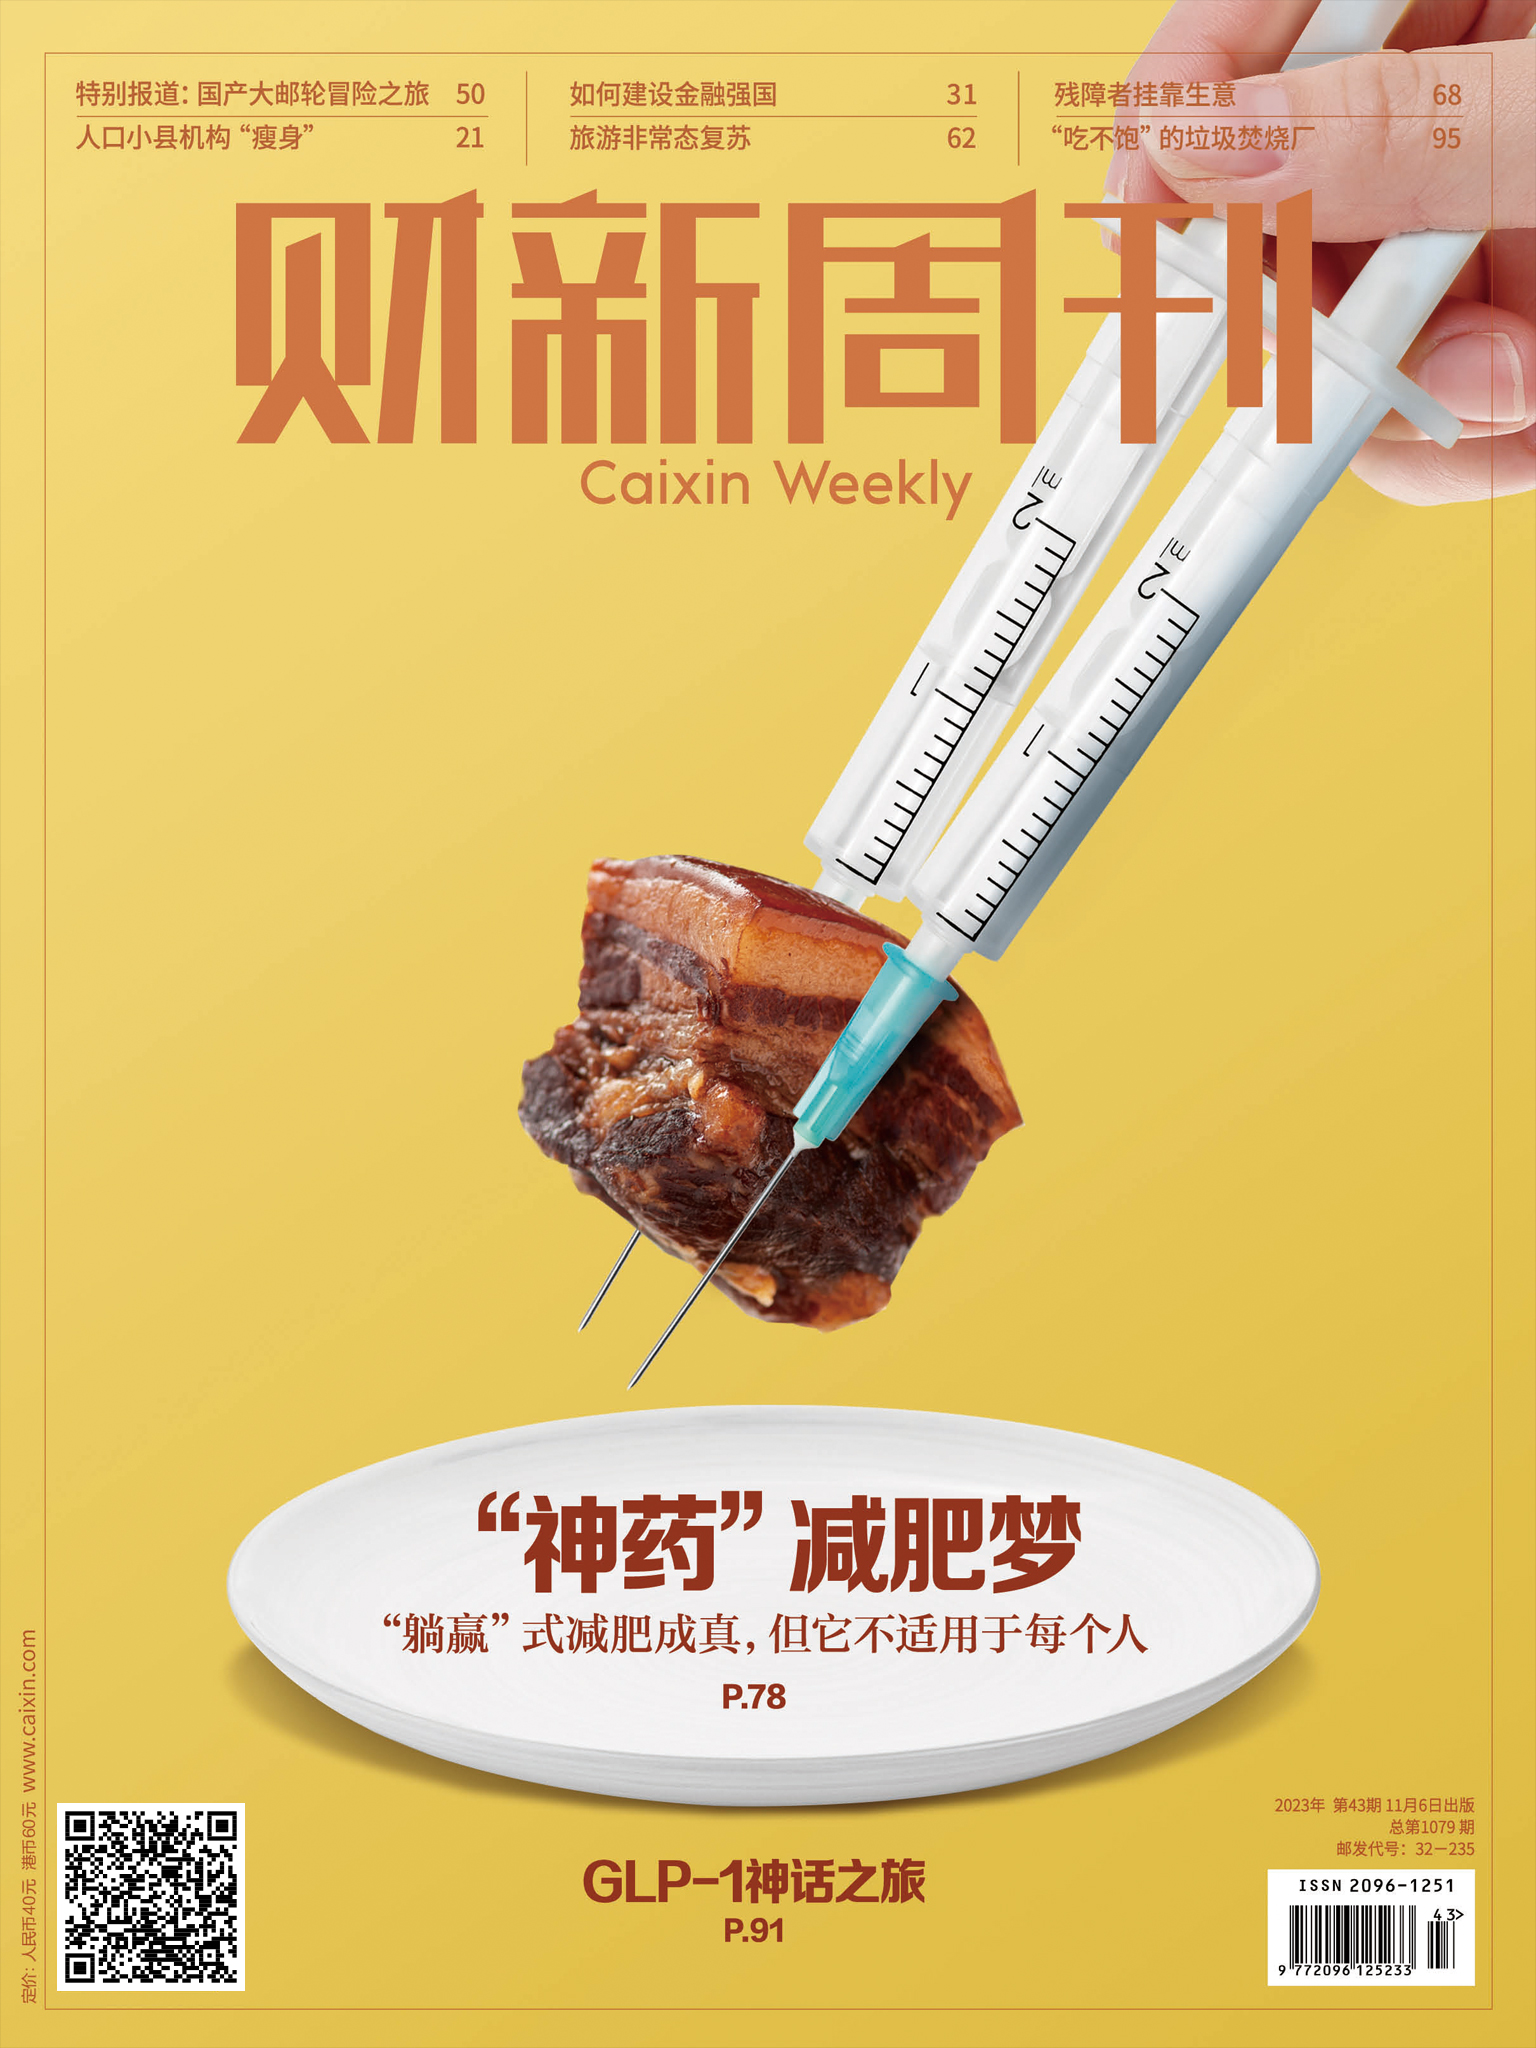 特别报道：国产大邮轮冒险之旅 50
人口小县机构“瘦身” 21
如何建设金融强国 31
旅游非常态复苏 62
残障者挂靠生意 68
“吃不饱”的垃圾焚烧厂 95
财新周刊
Caixin Weekly
2 ml
1
2 ml
1
“神药”减肥梦
“躺赢”式减肥成真，但它不适用于每个人
P.78
GLP-1神话之旅
P.91
定价：人民币40元 港币60元 www.caixin.com
2023年 第43期 11月6日出版
总第1079 期
邮发代号：32－235
ISSN 2096-1251
43>
9 772096 125233